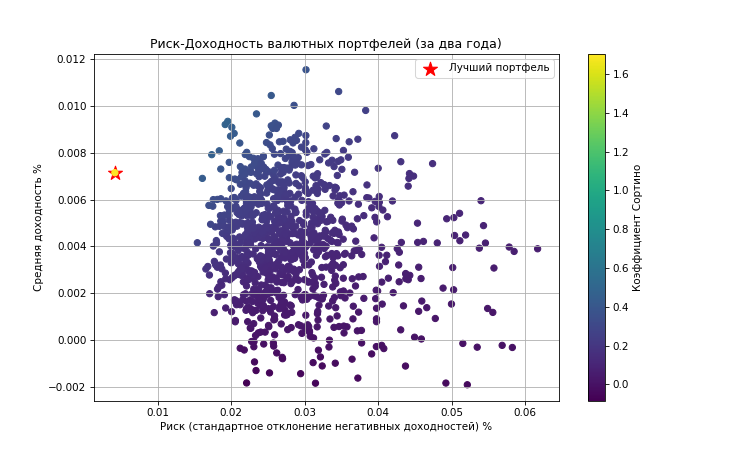 Риск-Доходность валютных портфелей (за два года)
Лучший портфель
Средняя доходность %
0.012
0.010
0.008
0.006
0.004
0.002
0.000
−0.002
0.01 0.02 0.03 0.04 0.05 0.06
Риск (стандартное отклонение негативных доходностей) %
1.6
1.4
1.2
1.0
0.8
0.6
0.4
0.2
0.0
Коэффициент Сортино